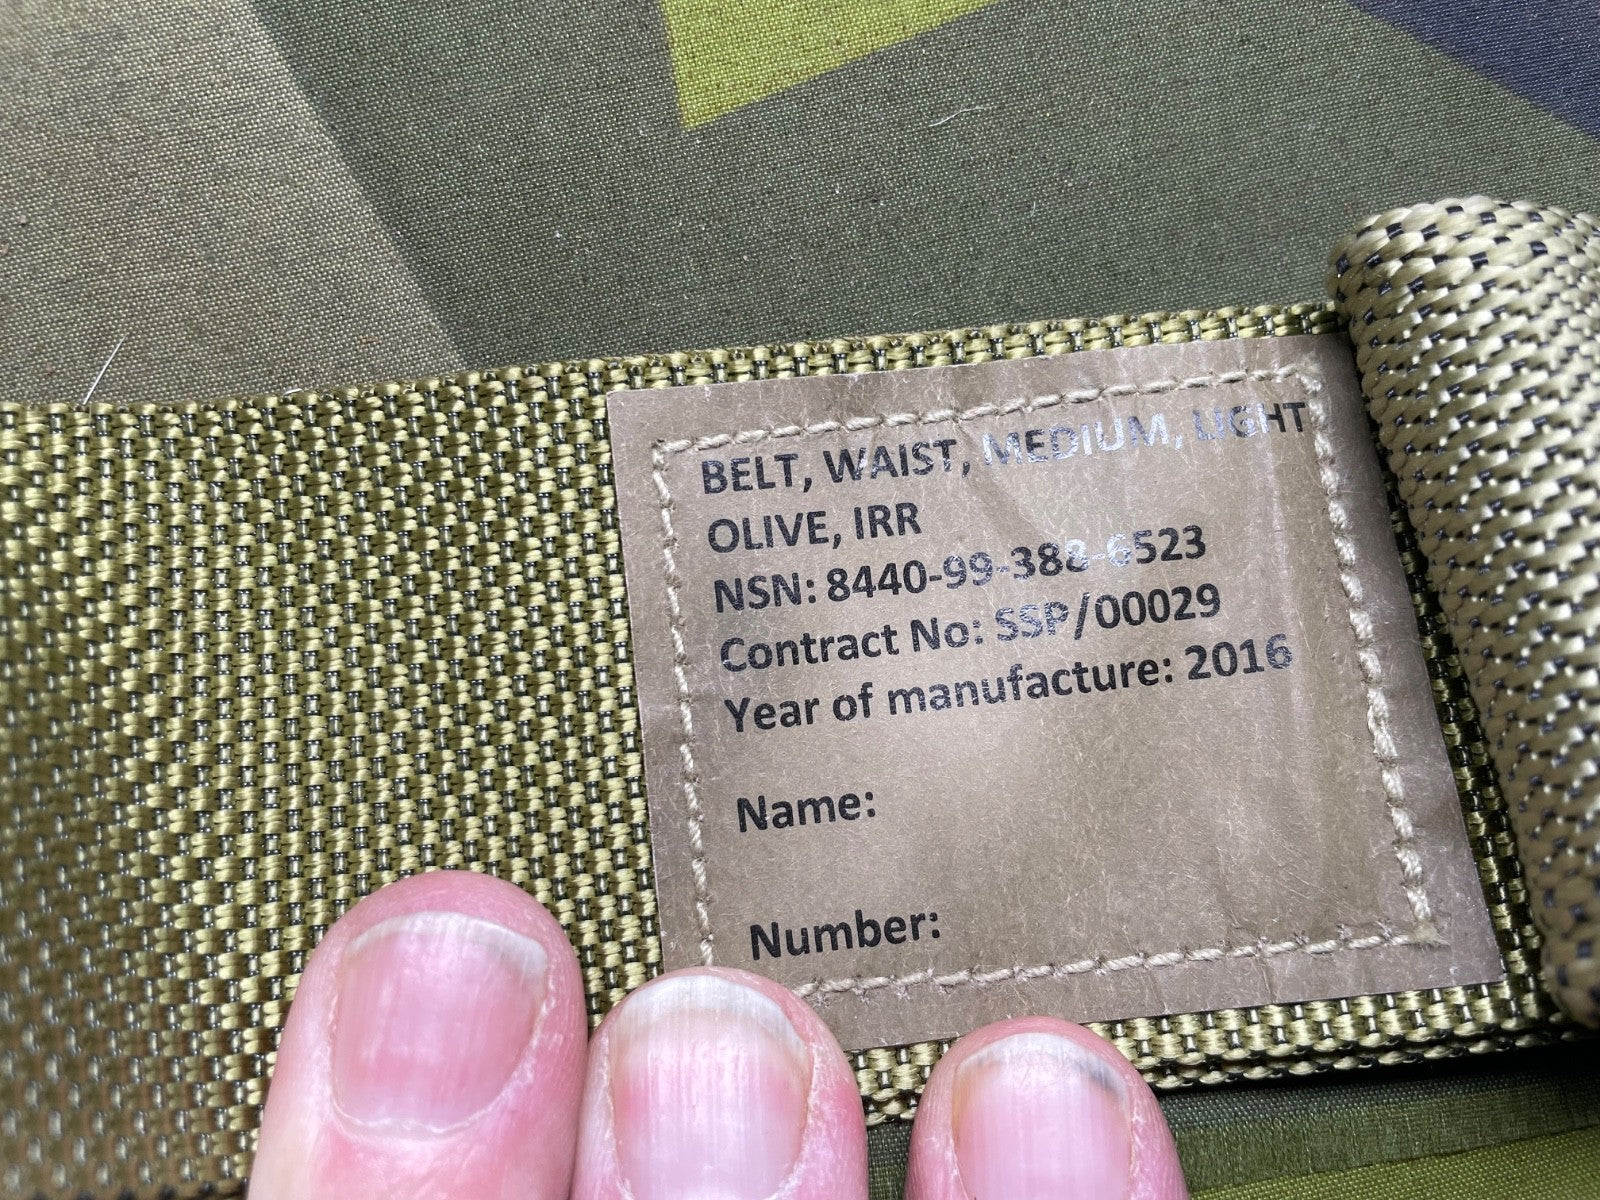 BELT, WAIST, MEDIUM, LIGHT
OLIVE, IRR
NSN: 8440-99-388-6523
Contract No: SSP/00029
Year of manufacture: 2016
Name:
Number: